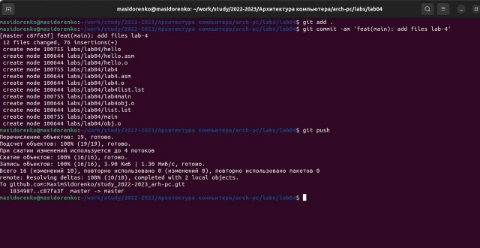 masidorenko@masidorenko: ~/work/study/2022-2023/Архитектура компьютера/arch-pc/labs/lab04
masidorenko@masidorenko:~/work/study/2022-2023/Архитектура компьютера/arch-pc/labs/lab04$ git add .
masidorenko@masidorenko:~/work/study/2022-2023/Архитектура компьютера/arch-pc/labs/lab04$ git commit -am 'feat(main): add files lab-4'
[master c87fa3f] feat(main): add files lab-4
12 files changed, 76 insertions(+)
create mode 100755 labs/lab04/hello
create mode 100644 labs/lab04/hello.asm
create mode 100644 labs/lab04/hello.o
create mode 100755 labs/lab04/lab4
create mode 100644 labs/lab04/lab4.asm
create mode 100644 labs/lab04/lab4.o
create mode 100644 labs/lab04/lab4list.lst
create mode 100755 labs/lab04/lab4main
create mode 100644 labs/lab04/lab4obj.o
create mode 100644 labs/lab04/list.lst
create mode 100755 labs/lab04/main
create mode 100644 labs/lab04/obj.o
masidorenko@masidorenko:~/work/study/2022-2023/Архитектура компьютера/arch-pc/labs/lab04$ git push
Перечисление объектов: 19, готово.
Подсчет объектов: 100% (19/19), готово.
При сжатии изменений используется до 4 потоков
Сжатие объектов: 100% (16/16), готово.
Запись объектов: 100% (16/16), 3.90 КиБ | 1.30 МиБ/с, готово.
Всего 16 (изменений 10), повторно использовано 0 (изменений 0), повторно использовано пакетов 0
remote: Resolving deltas: 100% (10/10), completed with 2 local objects.
To github.com:MaximSidorenko/study_2022-2023_arh-pc.git
1834987..c87fa3f master -> master
masidorenko@masidorenko:~/work/study/2022-2023/Архитектура компьютера/arch-pc/labs/lab04$